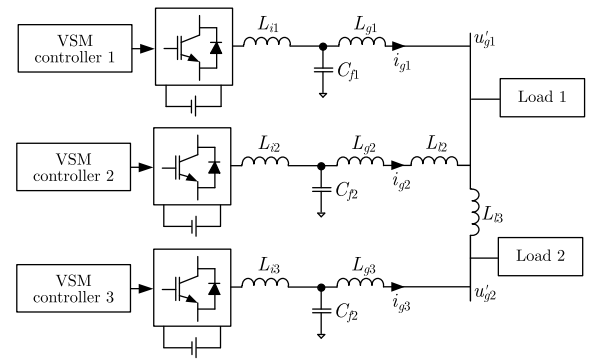 VSM
controller 1
L_{i1}
L_{g1}
C_{f1}
i_{g1}
u'_{g1}
Load 1
VSM
controller 2
L_{i2}
L_{g2}
L_{l2}
C_{f2}
i_{g2}
L_{l3}
Load 2
VSM
controller 3
L_{i3}
L_{g3}
C_{f2}
i_{g3}
u'_{g2}